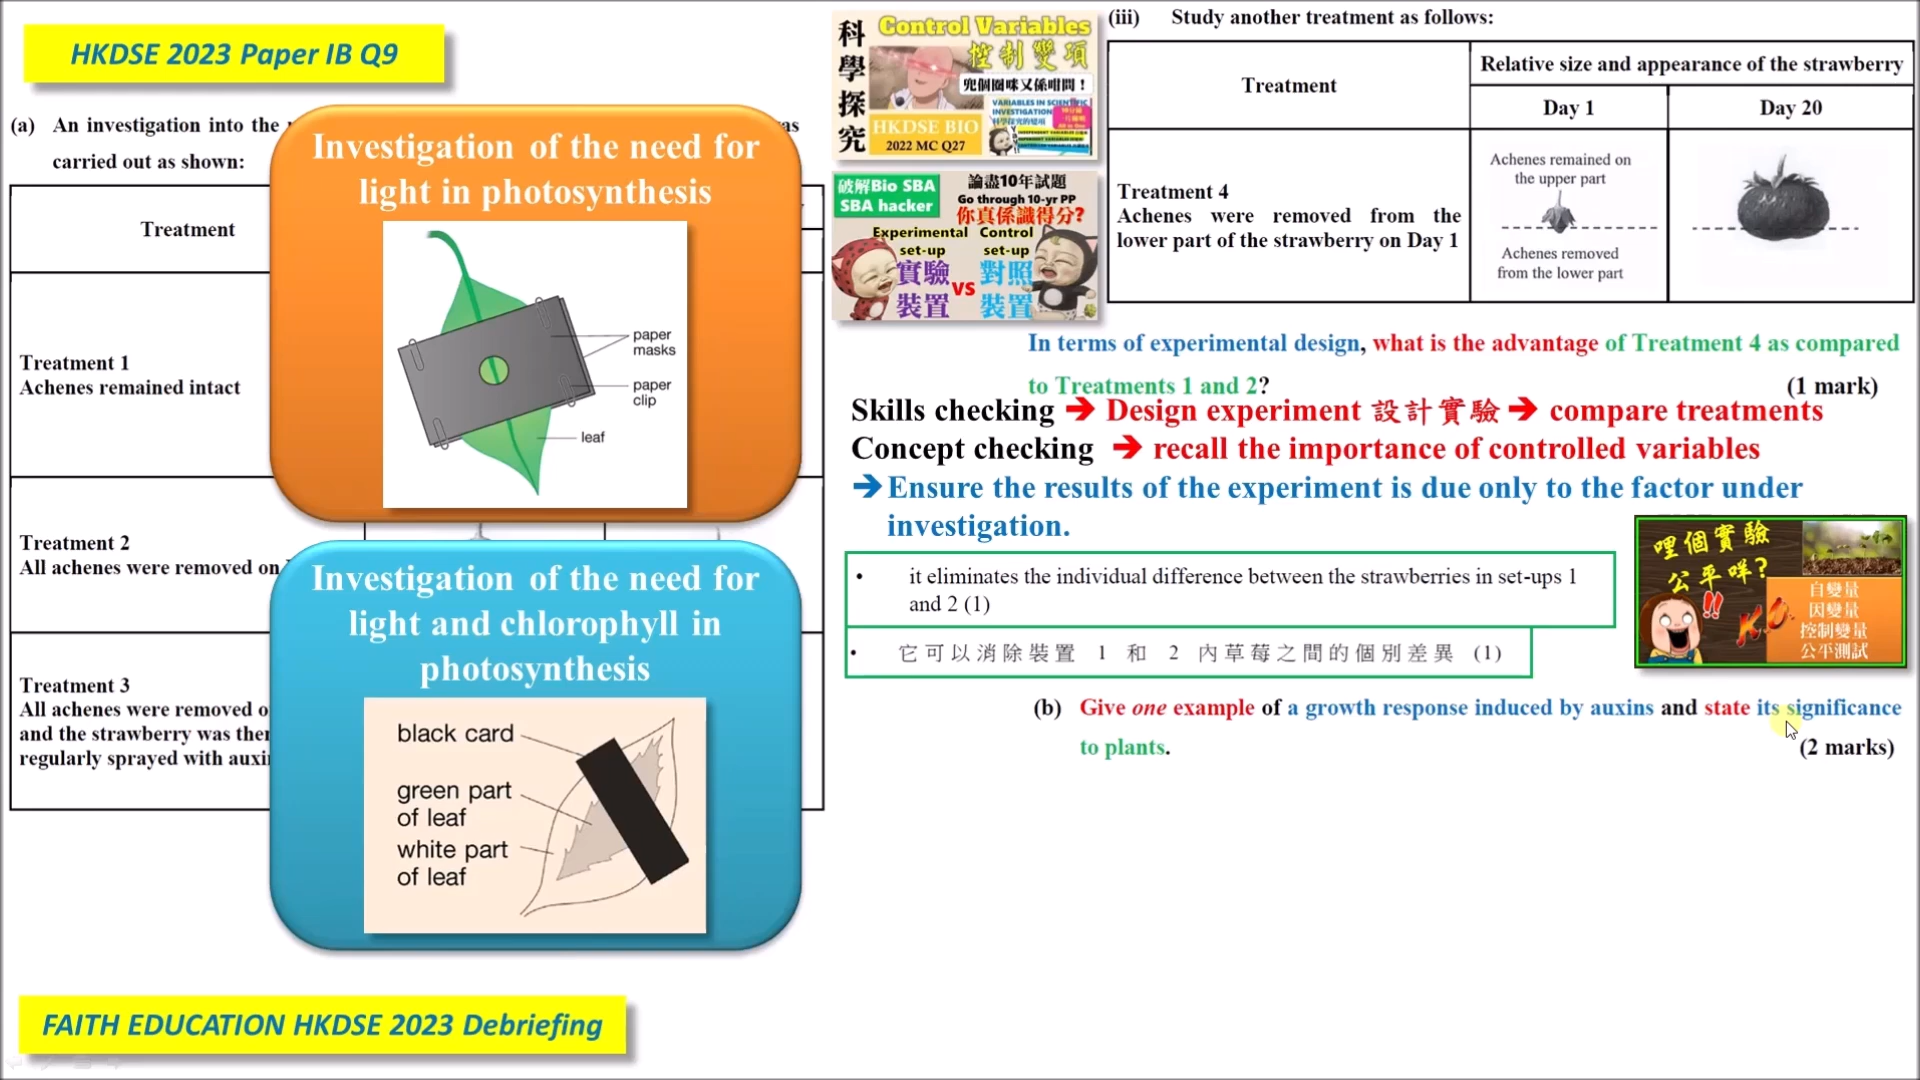 HKDSE 2023 Paper IB Q9
(a) An investigation into the
as
carried out as shown:
Treatment
Treatment 1
Achenes remained intact
Treatment 2
All achenes were removed on
Treatment 3
All achenes were removed o
and the strawberry was then
regularly sprayed with auxi
Investigation of the need for
light in photosynthesis
paper
masks
paper
clip
leaf
Investigation of the need for
light and chlorophyll in
photosynthesis
black card
green part
of leaf
white part
of leaf
FAITH EDUCATION HKDSE 2023 Debriefing
科學探究
Control Variables
控制變項
兜個圈咪又係咁問！
VARIABLES IN SCIENTIFIC
INVESTIGATION
HKDSE BIO
2022 MC Q27
破解Bio SBA
SBA hacker
論盡10年試題
Go through 10-yr PP
你真係識得分?
Experimental
set-up
實驗
裝置
VS
Control
set-up
對照
裝置
(iii) Study another treatment as follows:
Treatment
Relative size and appearance of the strawberry
Day 1
Day 20
Treatment 4
Achenes were removed from the
lower part of the strawberry on Day 1
Achenes remained on
the upper part
Achenes removed
from the lower part
In terms of experimental design, what is the advantage of Treatment 4 as compared
to Treatments 1 and 2?
(1 mark)
Skills checking ➔ Design experiment 設計實驗 ➔ compare treatments
Concept checking ➔ recall the importance of controlled variables
➔ Ensure the results of the experiment is due only to the factor under
investigation.
• it eliminates the individual difference between the strawberries in set-ups 1
and 2 (1)
• 它可以消除裝置 1 和 2 內草莓之間的個別差異 (1)
哩個實驗
公平咩?
!!
K.O.
自變量
因變量
控制變量
公平測試
(b) Give one example of a growth response induced by auxins and state its significance
to plants.
(2 marks)